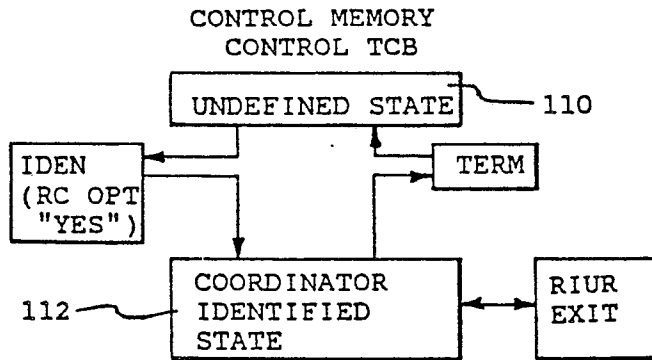 CONTROL MEMORY
CONTROL TCB
UNDEFINED STATE
110
IDEN
(RC OPT
"YES")
TERM
COORDINATOR
IDENTIFIED
STATE
112
RIUR
EXIT